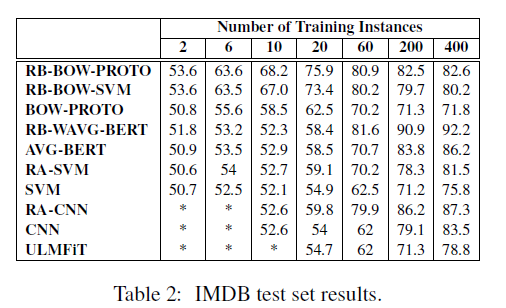 Number of Training Instances
2 6 10 20 60 200 400
RB-BOW-PROTO 53.6 63.6 68.2 75.9 80.9 82.5 82.6
RB-BOW-SVM 53.6 63.5 67.0 73.4 80.2 79.7 80.2
BOW-PROTO 50.8 55.6 58.5 62.5 70.2 71.3 71.8
RB-WAVG-BERT 51.8 53.2 52.3 58.4 81.6 90.9 92.2
AVG-BERT 50.9 53.5 52.9 58.5 70.7 83.8 86.2
RA-SVM 50.6 54 52.7 59.1 70.2 78.3 81.5
SVM 50.7 52.5 52.1 54.9 62.5 71.2 75.8
RA-CNN * * 52.6 59.8 79.9 86.2 87.3
CNN * * 52.6 54 62 79.1 83.5
ULMFiT * * * 54.7 62 71.3 78.8
Table 2: IMDB test set results.